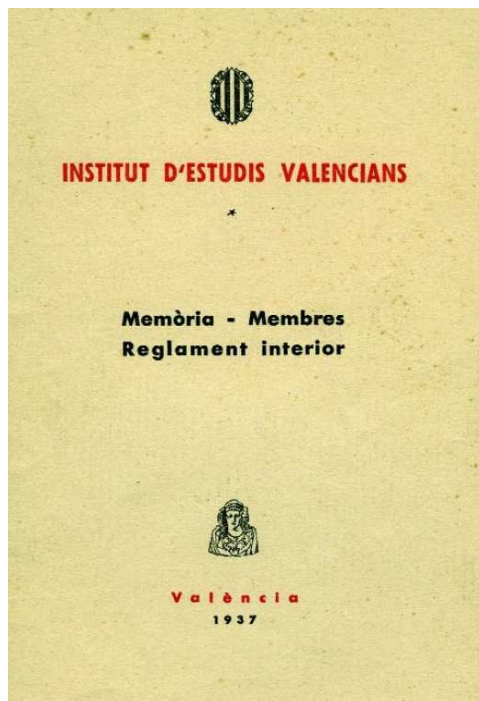 INSTITUT D'ESTUDIS VALENCIANS
*
Memòria - Membres
Reglament interior
València
1937